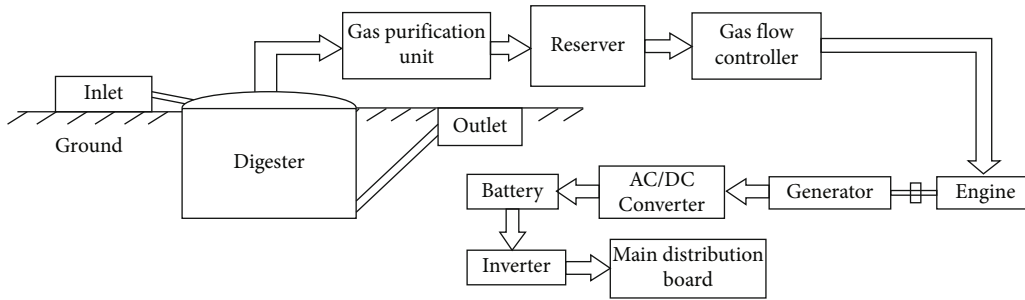 Gas purification
unit
Reserver
Gas flow
controller
Inlet
Ground
Digester
Outlet
Battery
AC/DC
Converter
Generator
Engine
Inverter
Main distribution
board